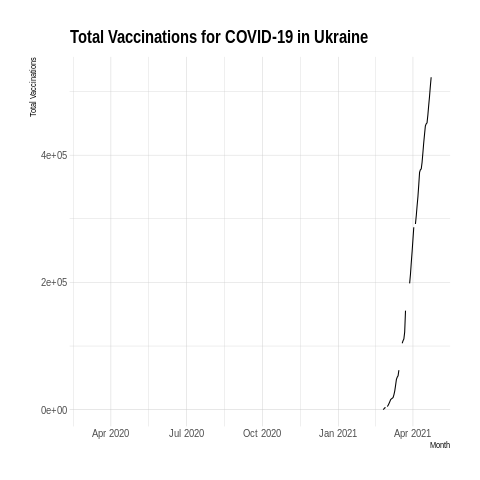 Total Vaccinations for COVID-19 in Ukraine
Total Vaccinations
4e+05
2e+05
0e+00
Apr 2020 Jul 2020 Oct 2020 Jan 2021 Apr 2021
Month